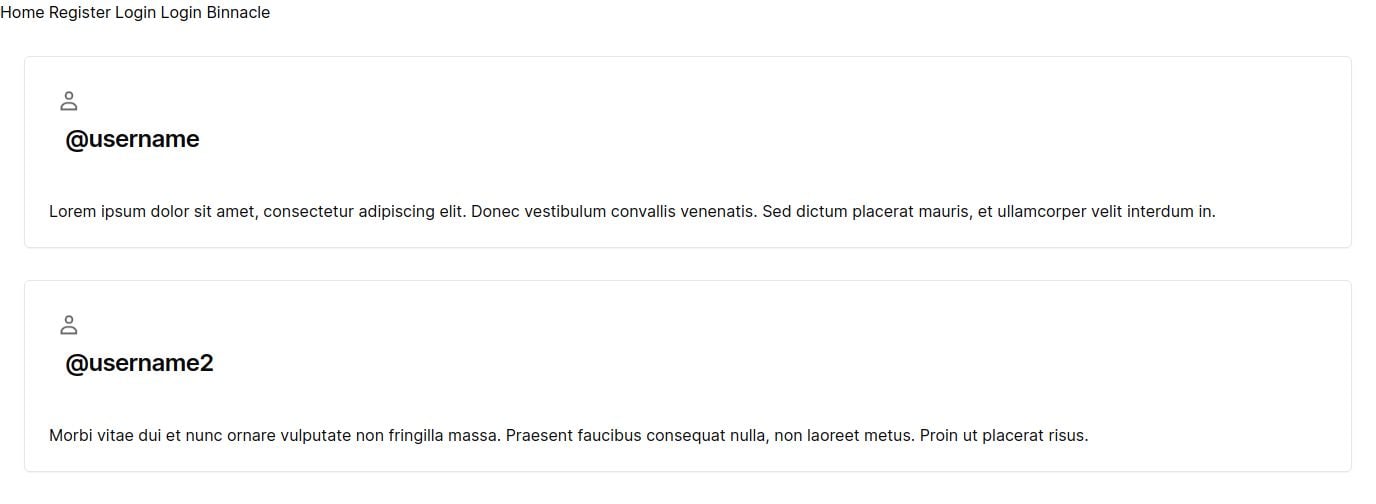 Home Register Login Login Binnacle
@username
Lorem ipsum dolor sit amet, consectetur adipiscing elit. Donec vestibulum convallis venenatis. Sed dictum placerat mauris, et ullamcorper velit interdum in.
@username2
Morbi vitae dui et nunc ornare vulputate non fringilla massa. Praesent faucibus consequat nulla, non laoreet metus. Proin ut placerat risus.